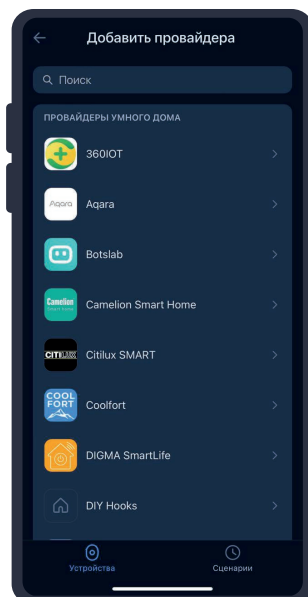 Добавить провайдера
Поиск
ПРОВАЙДЕРЫ УМНОГО ДОМА
360IOT
Aqara
Aqara
Botslab
Camelion
Camelion Smart Home
CITILUX
Citilux SMART
COOL
FORT
Coolfort
DIGMA SmartLife
DIY Hooks
Устройства
Сценарии